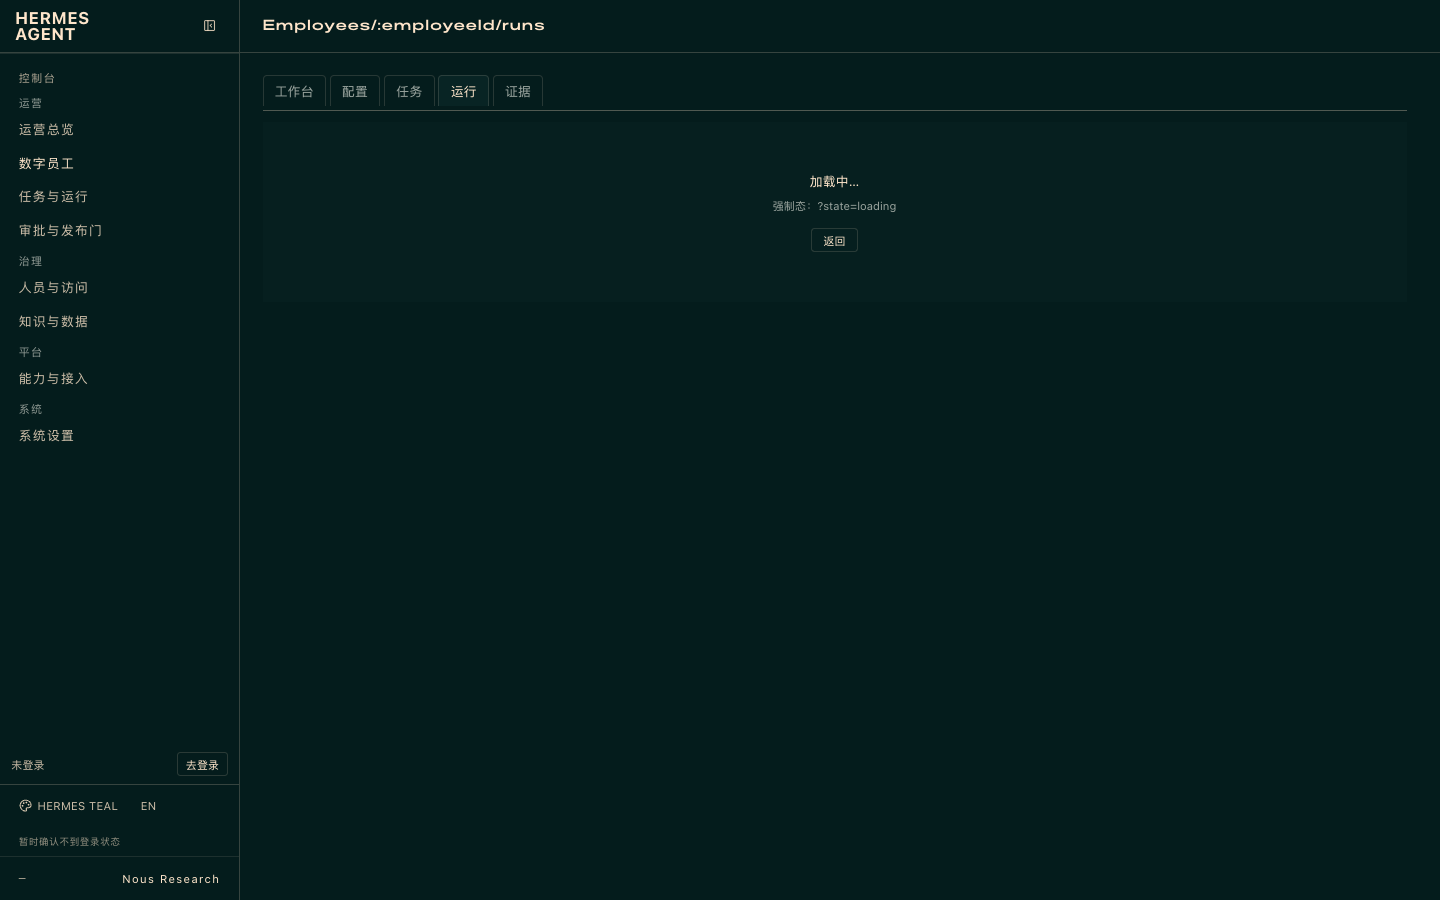 HERMES
AGENT
Employees/:employeeId/runs
控制台
运营
运营总览
数字员工
任务与运行
审批与发布门
治理
人员与访问
知识与数据
平台
能力与接入
系统
系统设置
工作台 配置 任务 运行 证据
加载中...
强制态：?state=loading
返回
未登录 去登录
HERMES TEAL EN
暂时确认不到登录状态
— Nous Research